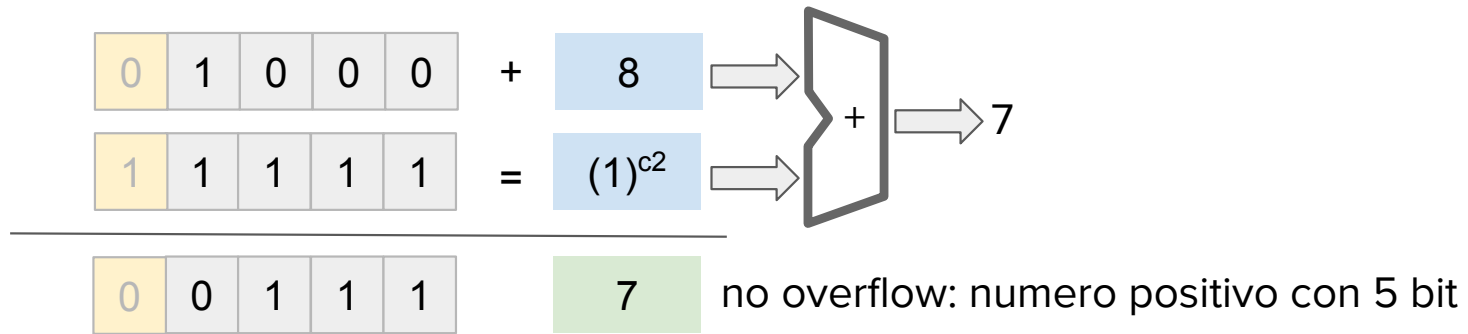 0 1 0 0 0 + 8
1 1 1 1 1 = (1)^c2 + 7
0 0 1 1 1 7 no overflow: numero positivo con 5 bit